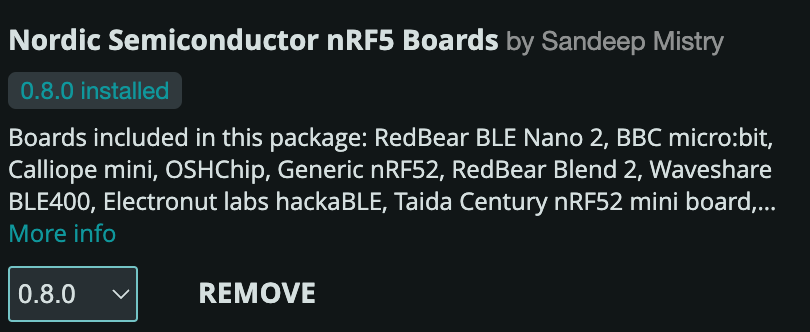 Nordic Semiconductor nRF5 Boards by Sandeep Mistry
0.8.0 installed
Boards included in this package: RedBear BLE Nano 2, BBC micro:bit,
Calliope mini, OSHChip, Generic nRF52, RedBear Blend 2, Waveshare
BLE400, Electronut labs hackaBLE, Taida Century nRF52 mini board,...
More info
0.8.0 REMOVE